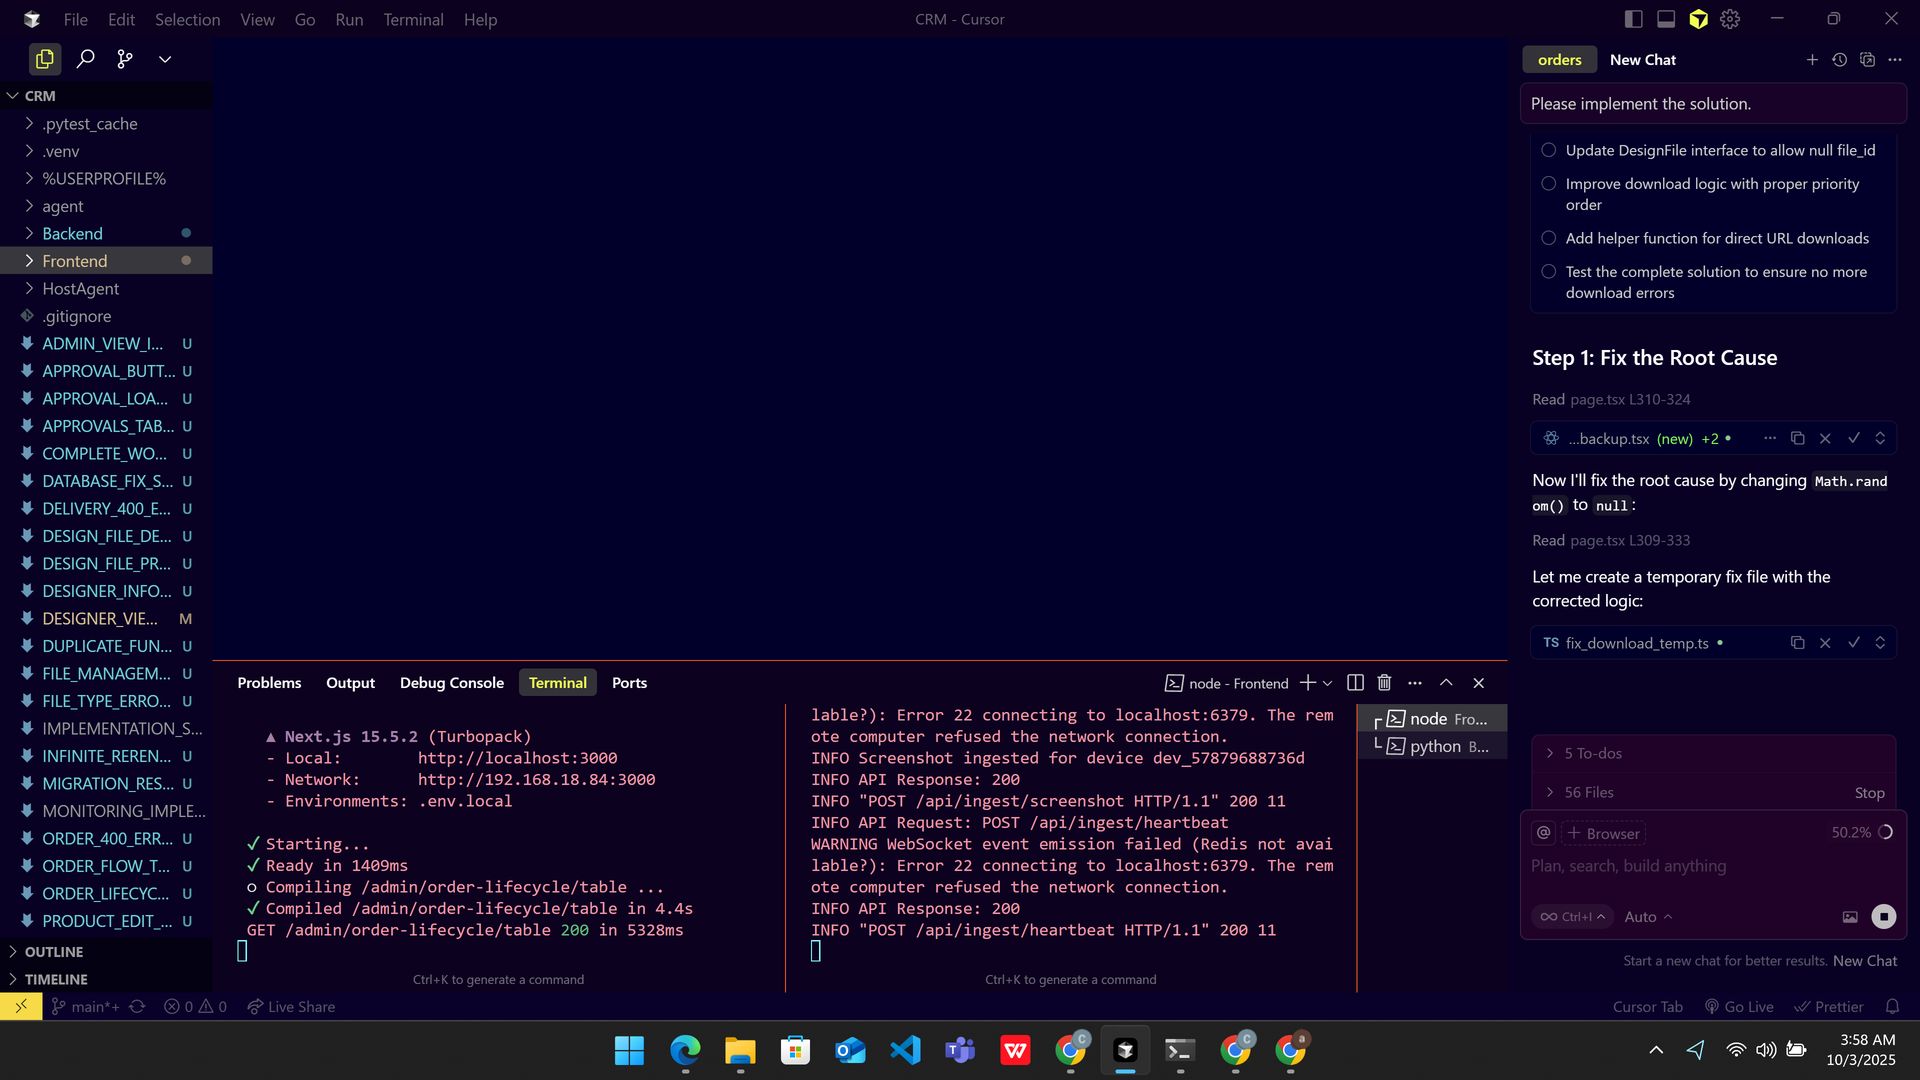 File Edit Selection View Go Run Terminal Help
CRM - Cursor
CRM
.pytest_cache
.venv
%USERPROFILE%
agent
Backend
Frontend
HostAgent
.gitignore
ADMIN_VIEW_I... U
APPROVAL_BUTT... U
APPROVAL_LOA... U
APPROVALS_TAB... U
COMPLETE_WO... U
DATABASE_FIX_S... U
DELIVERY_400_E... U
DESIGN_FILE_DE... U
DESIGN_FILE_PR... U
DESIGNER_INFO... U
DESIGNER_VIE... M
DUPLICATE_FUN... U
FILE_MANAGEM... U
FILE_TYPE_ERRO... U
IMPLEMENTATION_S...
INFINITE_REREN... U
MIGRATION_RES... U
MONITORING_IMPLE...
ORDER_400_ERR... U
ORDER_FLOW_T... U
ORDER_LIFECYC... U
PRODUCT_EDIT_... U
OUTLINE
TIMELINE
Problems Output Debug Console Terminal Ports
node - Frontend
▲ Next.js 15.5.2 (Turbopack)
- Local: http://localhost:3000
- Network: http://192.168.18.84:3000
- Environments: .env.local
✓ Starting...
✓ Ready in 1409ms
○ Compiling /admin/order-lifecycle/table ...
✓ Compiled /admin/order-lifecycle/table in 4.4s
GET /admin/order-lifecycle/table 200 in 5328ms
Ctrl+K to generate a command
lable?): Error 22 connecting to localhost:6379. The rem
ote computer refused the network connection.
INFO Screenshot ingested for device dev_57879688736d
INFO API Response: 200
INFO "POST /api/ingest/screenshot HTTP/1.1" 200 11
INFO API Request: POST /api/ingest/heartbeat
WARNING WebSocket event emission failed (Redis not avai
lable?): Error 22 connecting to localhost:6379. The rem
ote computer refused the network connection.
INFO API Response: 200
INFO "POST /api/ingest/heartbeat HTTP/1.1" 200 11
Ctrl+K to generate a command
node Fro...
python B...
orders New Chat
Please implement the solution.
Update DesignFile interface to allow null file_id
Improve download logic with proper priority
order
Add helper function for direct URL downloads
Test the complete solution to ensure no more
download errors
Step 1: Fix the Root Cause
Read page.tsx L310-324
...backup.tsx (new) +2 •
Now I'll fix the root cause by changing Math.rand
om() to null:
Read page.tsx L309-333
Let me create a temporary fix file with the
corrected logic:
TS fix_download_temp.ts •
5 To-dos
56 Files Stop
@ + Browser 50.2%
Plan, search, build anything
∞ Ctrl+I Auto
Start a new chat for better results. New Chat
main*+ 0 0 Live Share
Cursor Tab Go Live Prettier
3:58 AM
10/3/2025